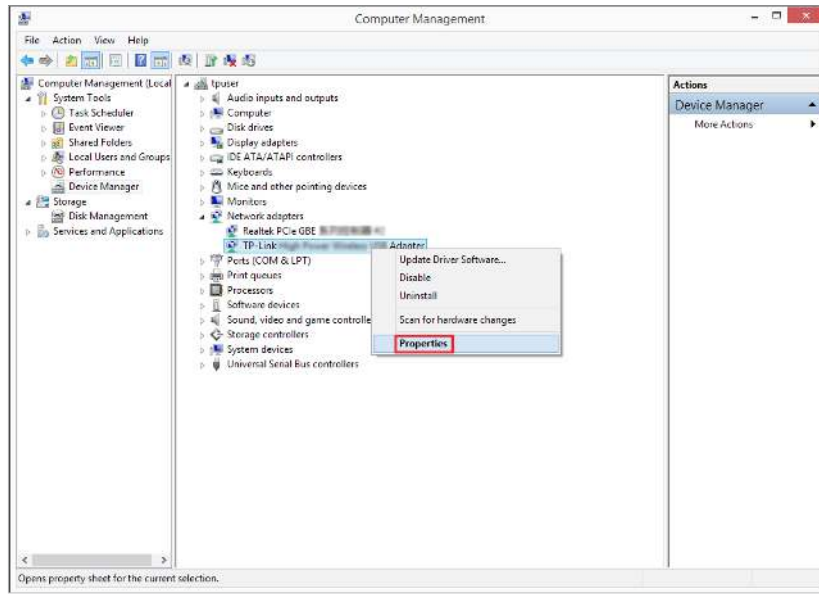 Computer Management
File Action View Help
Computer Management (Local
System Tools
Task Scheduler
Event Viewer
Shared Folders
Local Users and Groups
Performance
Device Manager
Storage
Disk Management
Services and Applications
tpuser
Audio inputs and outputs
Computer
Disk drives
Display adapters
IDE ATA/ATAPI controllers
Keyboards
Mice and other pointing devices
Monitors
Network adapters
Realtek PCIe GBE
TP-Link Adapter
Ports (COM & LPT)
Print queues
Processors
Software devices
Sound, video and game controlle
Storage controllers
System devices
Universal Serial Bus controllers
Update Driver Software...
Disable
Uninstall
Scan for hardware changes
Properties
Actions
Device Manager
More Actions
Opens property sheet for the current selection.